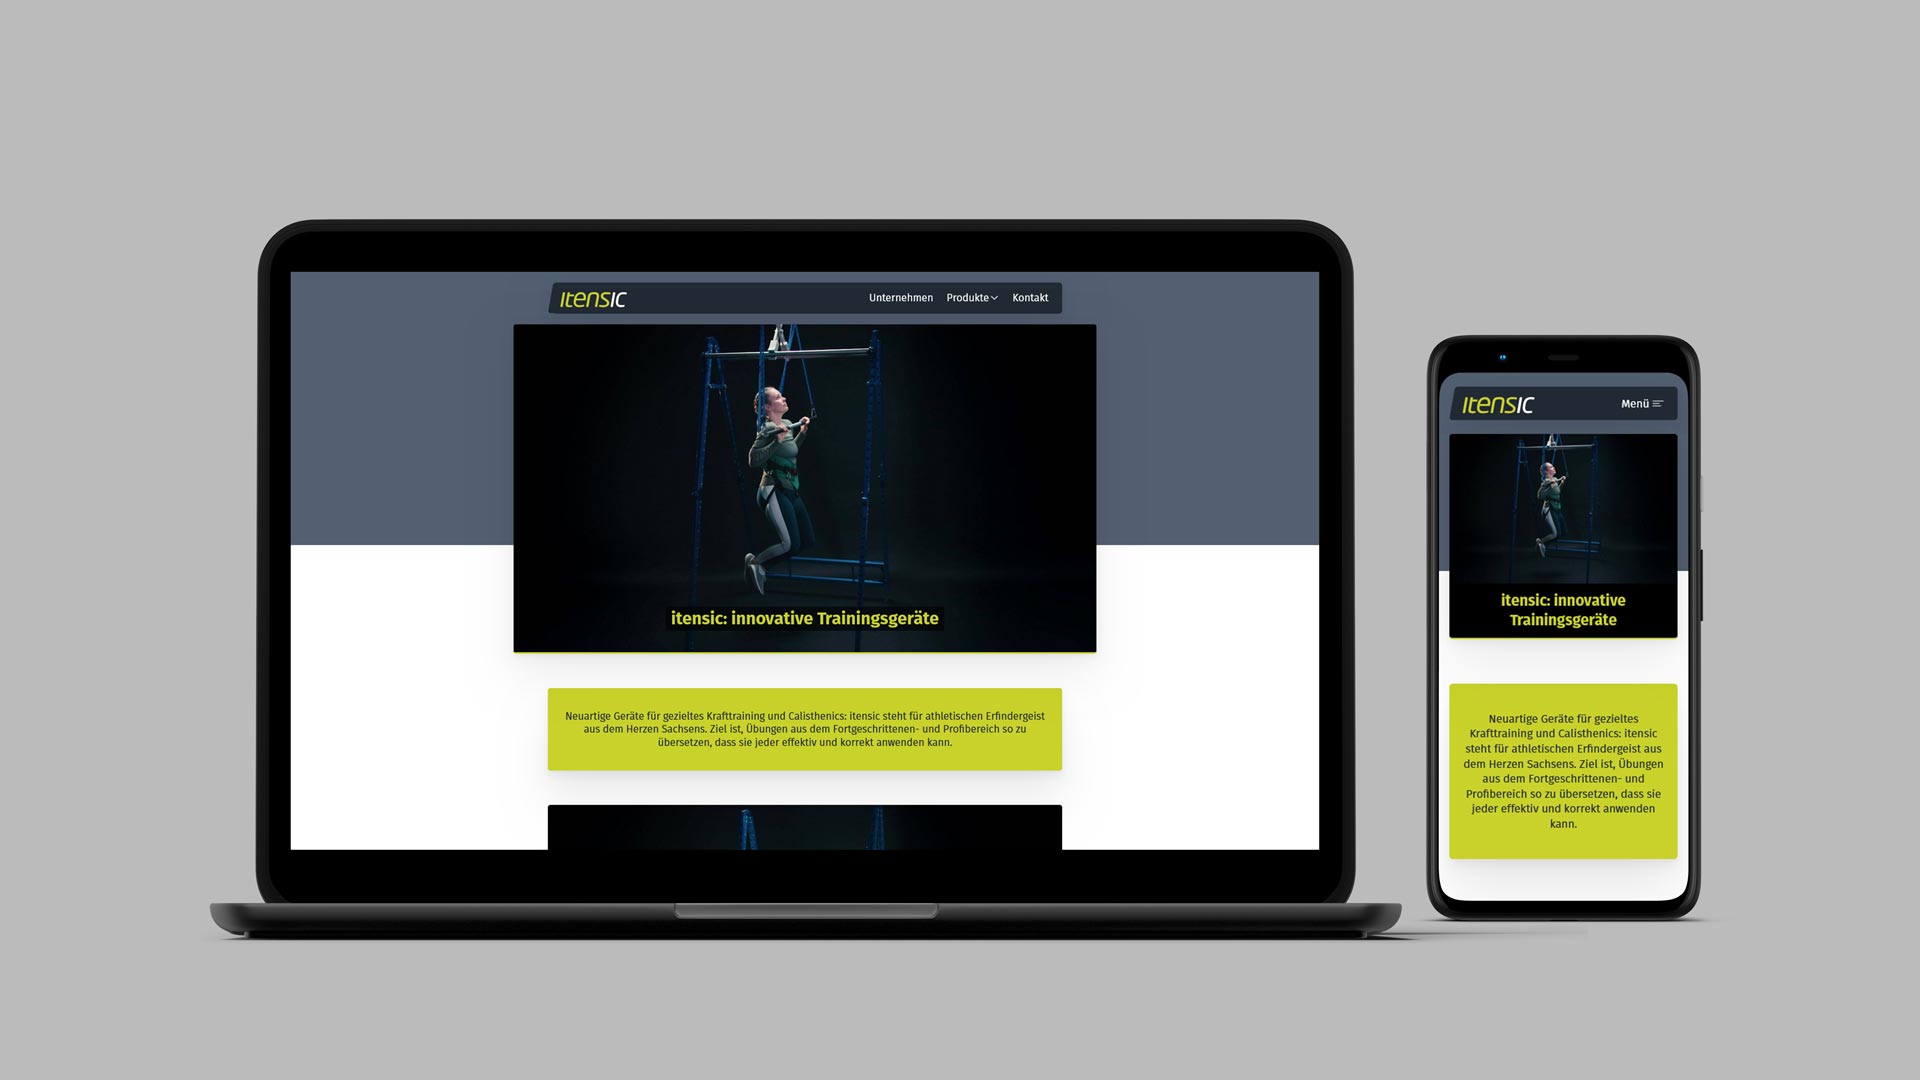 itensic
Unternehmen Produkte Kontakt
itensic: innovative Trainingsgeräte
Neuartige Geräte für gezieltes Krafttraining und Calisthenics: itensic steht für athletischen Erfindergeist
aus dem Herzen Sachsens. Ziel ist, Übungen aus dem Fortgeschrittenen- und Profibereich so zu
übersetzen, dass sie jeder effektiv und korrekt anwenden kann.
itensic
Menü
itensic: innovative
Trainingsgeräte
Neuartige Geräte für gezieltes
Krafttraining und Calisthenics: itensic
steht für athletischen Erfindergeist aus
dem Herzen Sachsens. Ziel ist, Übungen
aus dem Fortgeschrittenen- und
Profibereich so zu übersetzen, dass sie
jeder effektiv und korrekt anwenden
kann.